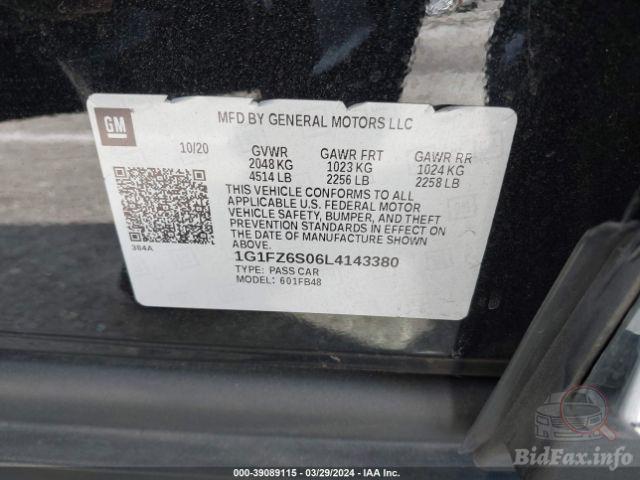 GM
MFD BY GENERAL MOTORS LLC
10/20
GVWR GAWR FRT GAWR RR
2048 KG 1023 KG 1024 KG
4514 LB 2256 LB 2258 LB
THIS VEHICLE CONFORMS TO ALL
APPLICABLE U.S. FEDERAL MOTOR
VEHICLE SAFETY, BUMPER, AND THEFT
PREVENTION STANDARDS IN EFFECT ON
THE DATE OF MANUFACTURE SHOWN
ABOVE.
384A
1G1FZ6S06L4143380
TYPE: PASS CAR
MODEL: 601FB48
BidFax.info
000-39089115 - 03/29/2024 - IAA Inc.